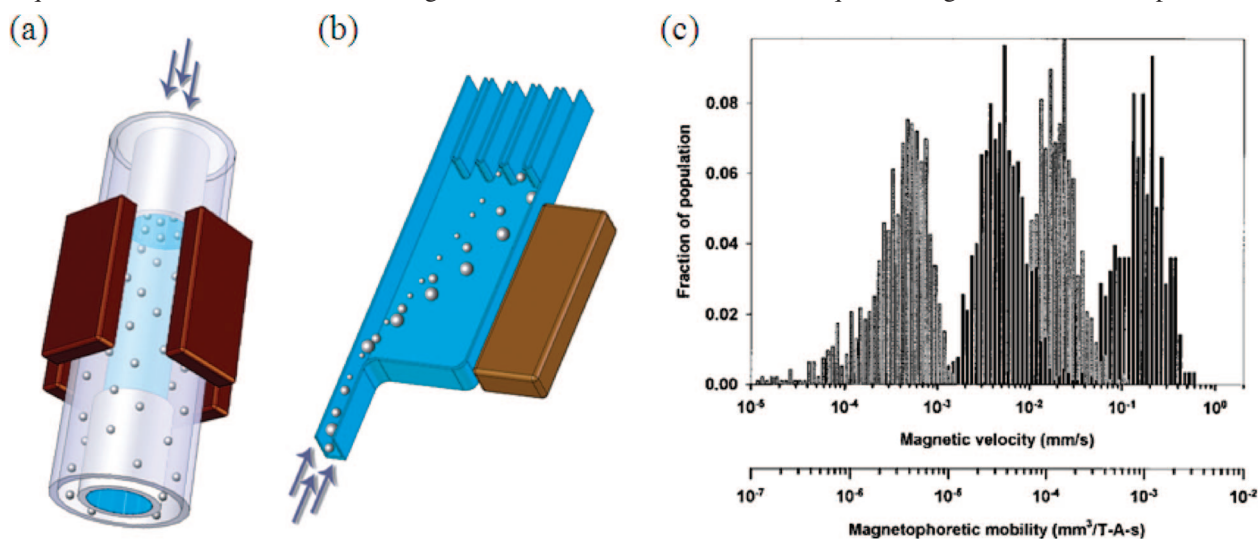 (a)
(b)
(c)
Fraction of population
0.08
0.06
0.04
0.02
0.00
10-5 10-4 10-3 10-2 10-1 100
Magnetic velocity (mm/s)
10-7 10-6 10-5 10-4 10-3 10-2
Magnetophoretic mobility (mm3/T-A-s)